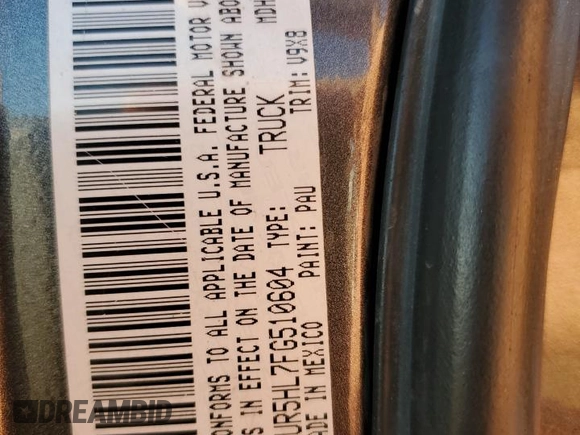 ONFORMS TO ALL APPLICABLE U.S.A. FEDERAL MOTOR V
S IN EFFECT ON THE DATE OF MANUFACTURE SHOWN ABO
UR5HL7FG510604 TYPE: TRUCK MDH
ADE IN MEXICO PAINT: PAU TRIM: V9X8
DREAMBID